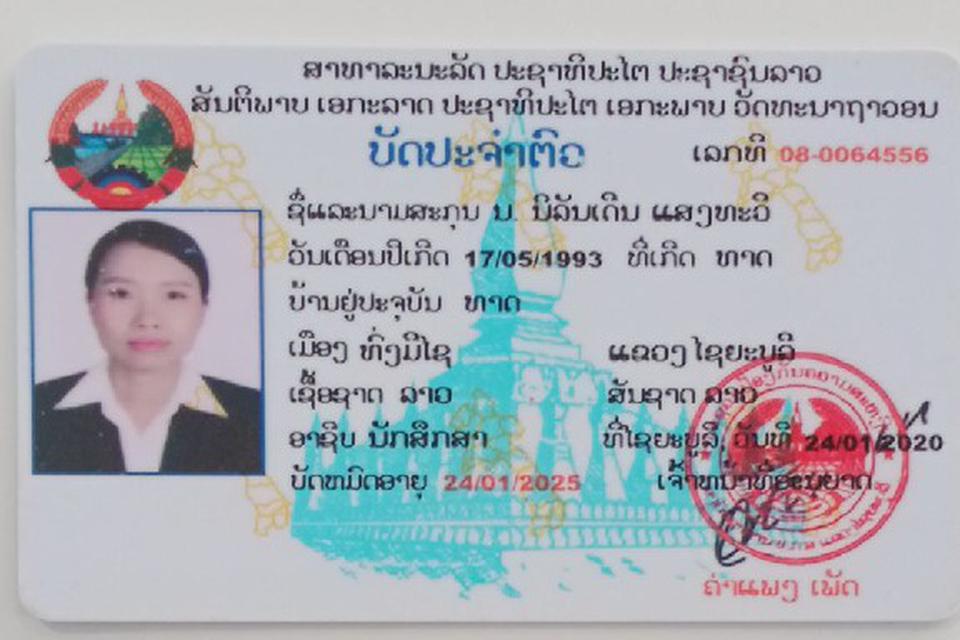 ສາທາລະນະລັດ ປະຊາທິປະໄຕ ປະຊາຊົນລາວ
ສັນຕິພາບ ເອກະລາດ ປະຊາທິປະໄຕ ເອກະພາບ ວັດທະນາຖາວອນ
ບັດປະຈຳຕົວ
ເລກທີ 08-0064556
ຊື່ແລະນາມສະກຸນ ນ. ນິລັນເດີນ ແສງທະວິ
ວັນເດືອນປີເກີດ 17/05/1993 ທີ່ເກີດ ທາດ
ບ້ານຢູ່ປະຈຸບັນ ທາດ
ເມືອງ ທົ່ງມີໄຊ ແຂວງ ໄຊຍະບູລີ
ເຊື້ອຊາດ ລາວ ສັນຊາດ ລາວ
ອາຊີບ ນັກສຶກສາ ທີ່ໄຊຍະບູລີ, ວັນທີ 24/01/2020
ບັດຫມົດອາຍຸ 24/01/2025 ເຈົ້າຫນ້າທີ່ອະນຸຍາດ
ຄຳແພງ ເພັດ